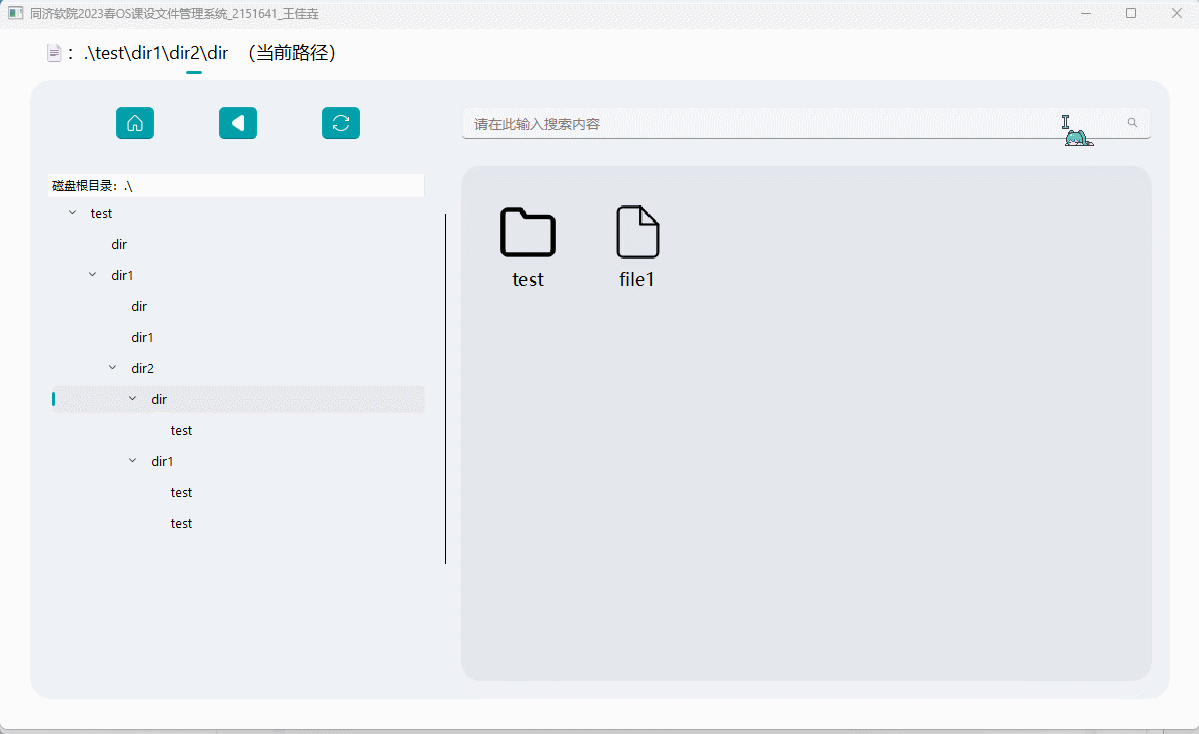 同济软院2023春OS课设文件管理系统_2151641_王佳垚
: .\test\dir1\dir2\dir （当前路径）
请在此输入搜索内容
磁盘根目录：.\
test
dir
dir1
dir
dir1
dir2
dir
test
dir1
test
test
test
file1